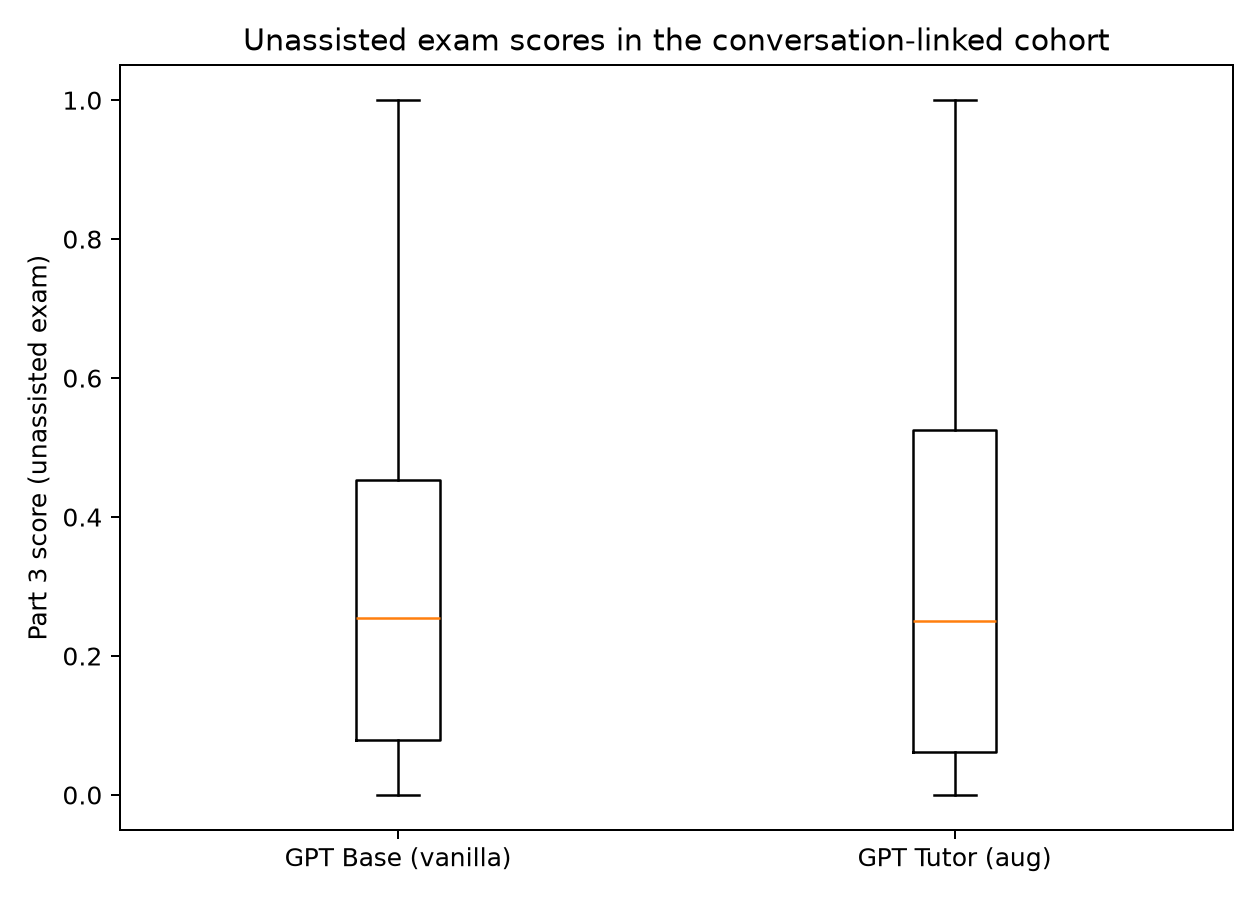 Unassisted exam scores in the conversation-linked cohort
Part 3 score (unassisted exam)
1.0
0.8
0.6
0.4
0.2
0.0
GPT Base (vanilla)
GPT Tutor (aug)